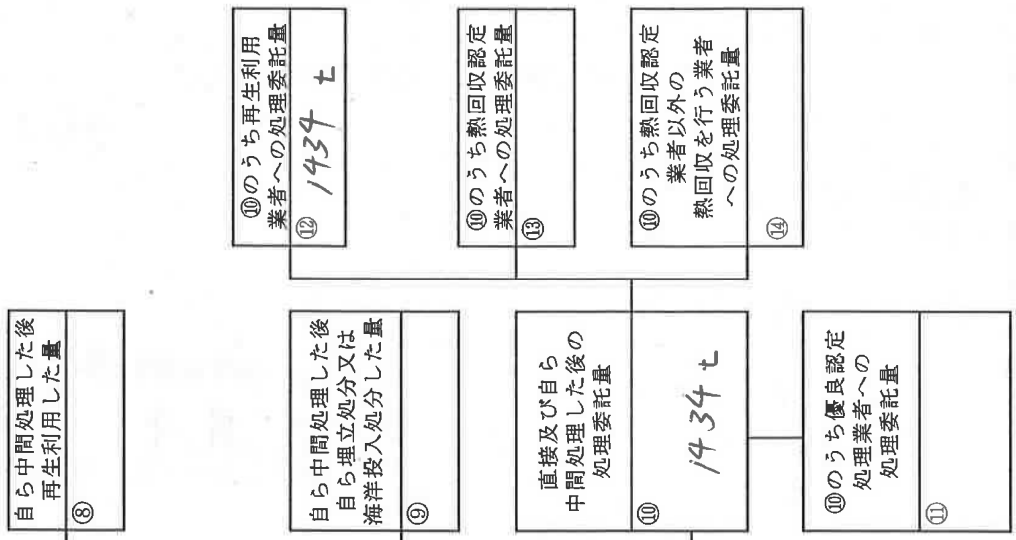 自ら中間処理した後
再生利用した量
⑧
自ら中間処理した後
自ら埋立処分又は
海洋投入処分した量
⑨
直接及び自ら
中間処理した後の
処理委託量
⑩
1434 t
⑩のうち優良認定
処理業者への
処理委託量
⑪
⑩のうち再生利用
業者への処理委託量
⑫
1434 t
⑩のうち熱回収認定
業者への処理委託量
⑬
⑩のうち熱回収認定
業者以外の
熱回収を行う業者
への処理委託量
⑭